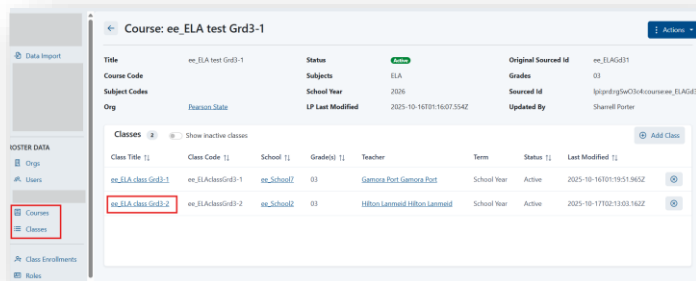 ← Course: ee_ELA test Grd3-1
Actions
Data Import
Title ee_ELA test Grd3-1 Status Active Original Sourced Id ee_ELAGd31
Course Code Subjects ELA Grades 03
Subject Codes School Year 2026 Sourced Id
Org Pearson State LP Last Modified 2025-10-16T01:16:07.554Z Updated By Sharnell Porter
Classes 2 Show inactive classes Add Class
ROSTER DATA
Orgs
Users
Courses
Classes
Class Enrollments
Roles
Class Title Class Code School Grade(s) Teacher Term Status Last Modified
ee_ELA class Grd3-1 ee_ELAclassGrd3-1 ee_School7 03 Gamora Port Gamora Port School Year Active 2025-10-16T01:19:51.965Z
ee_ELA class Grd3-2 ee_ELAclassGrd3-2 ee_School2 03 Hilton Lanmeid Hilton Lanmeid School Year Active 2025-10-17T02:13:03.162Z